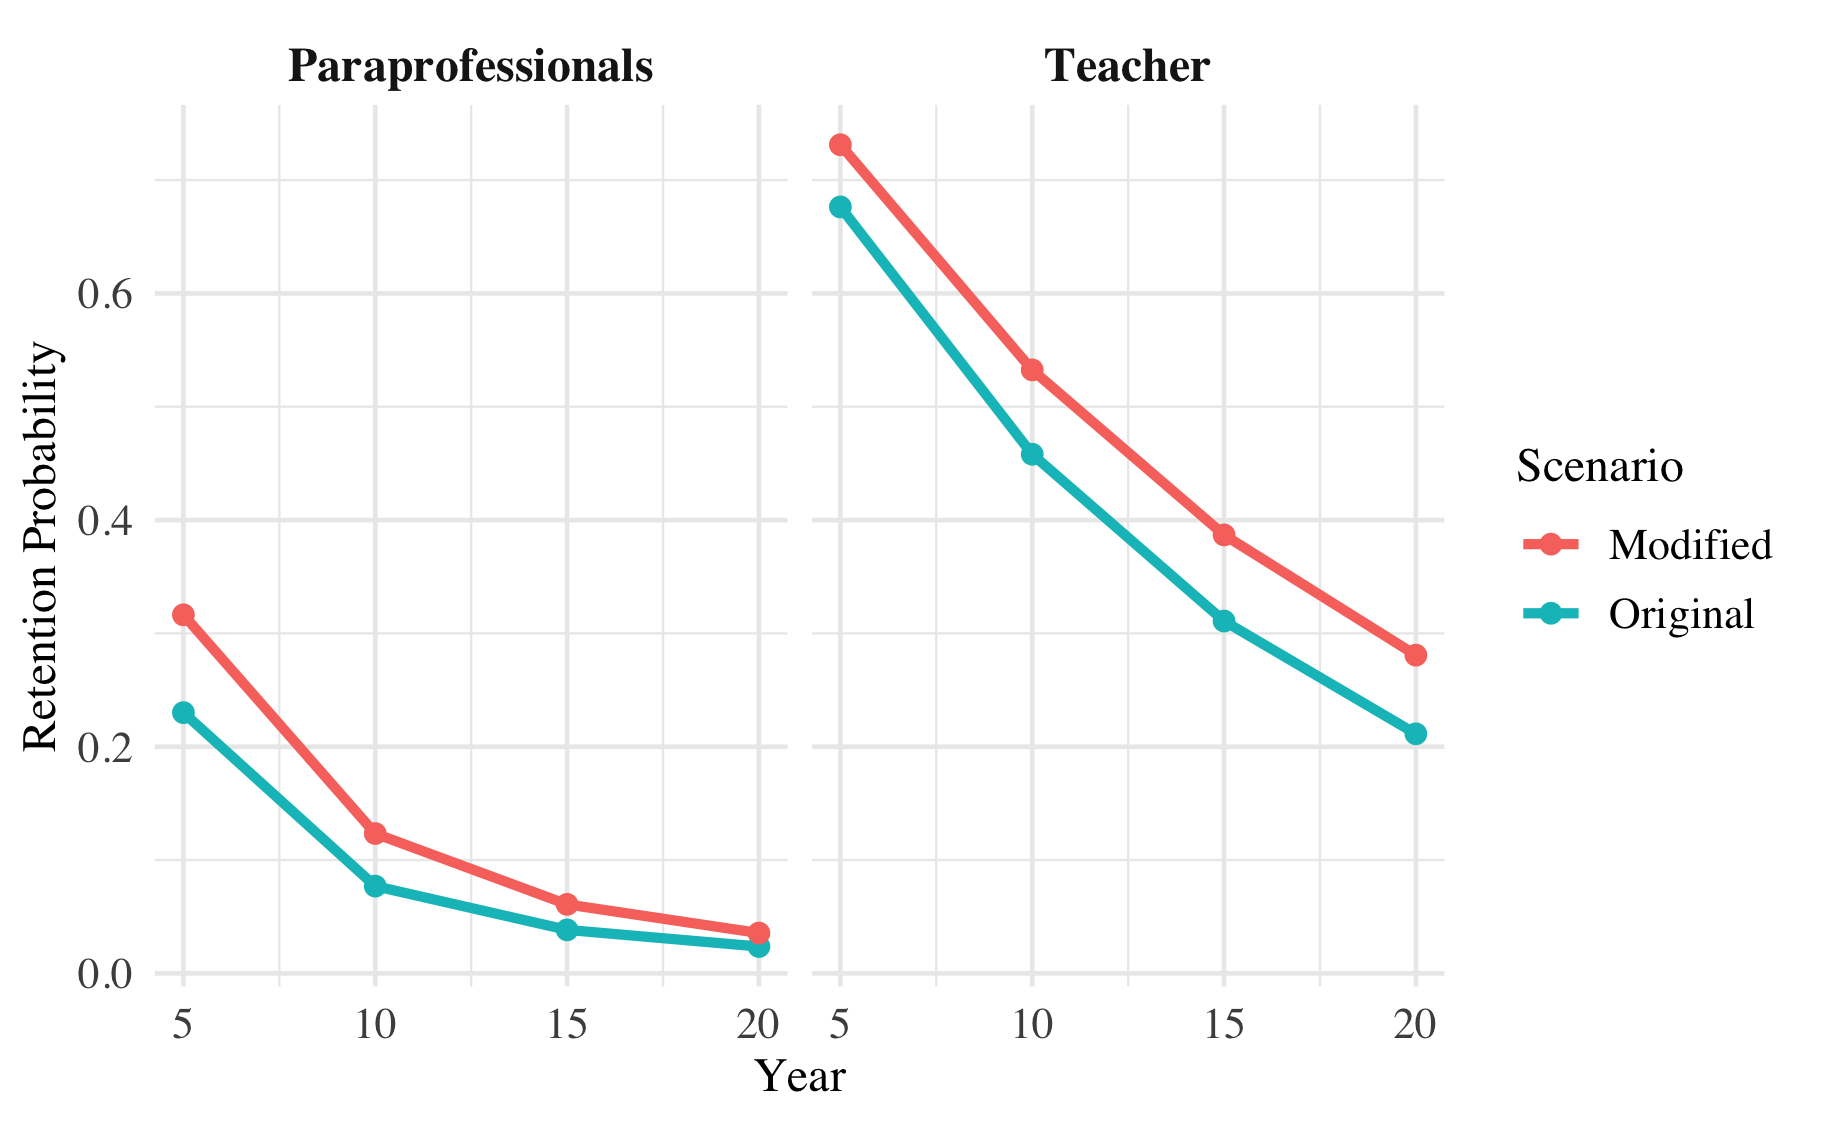 Paraprofessionals
Teacher
Retention Probability
0.6
0.4
0.2
0.0
5 10 15 20
5 10 15 20
Year
Scenario
Modified
Original